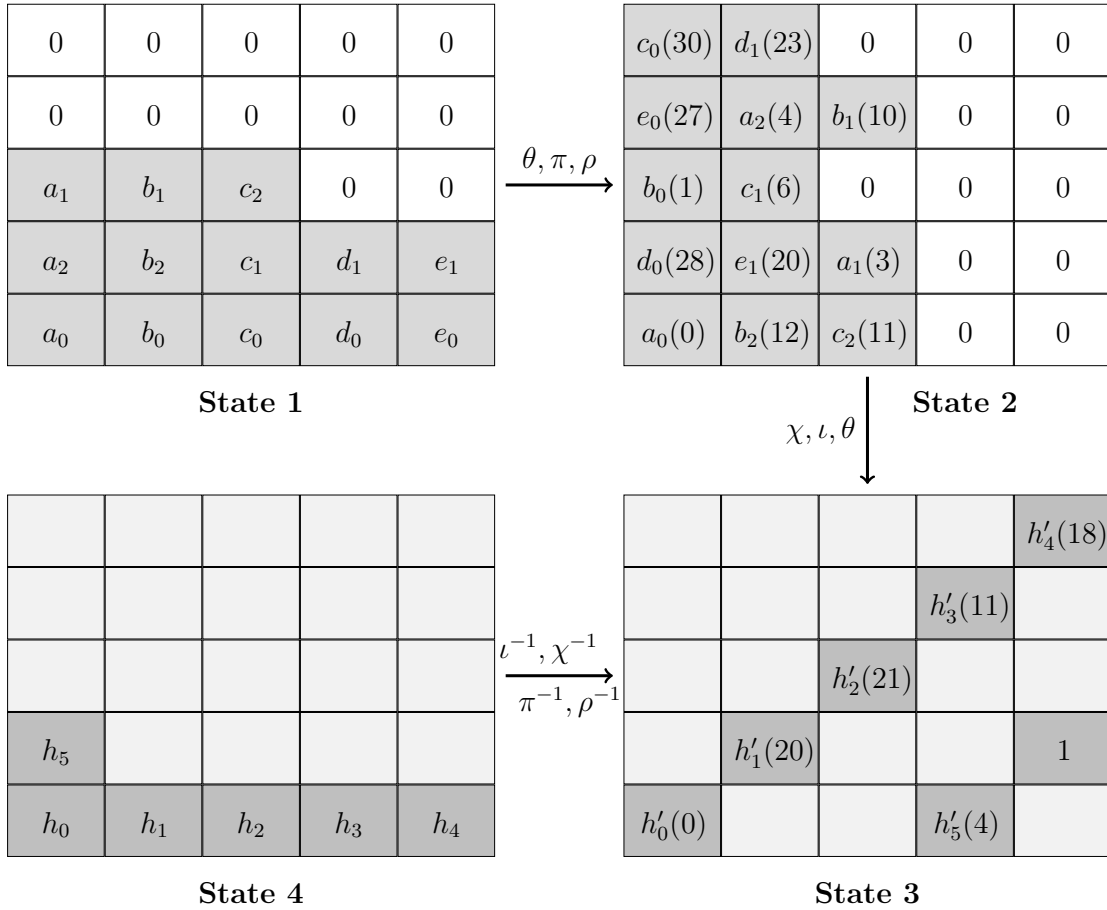 0 0 0 0 0
0 0 0 0 0
a₁ b₁ c₂ 0 0
a₂ b₂ c₁ d₁ e₁
a₀ b₀ c₀ d₀ e₀
State 1
θ, π, ρ
c₀(30) d₁(23) 0 0 0
e₀(27) a₂(4) b₁(10) 0 0
b₀(1) c₁(6) 0 0 0
d₀(28) e₁(20) a₁(3) 0 0
a₀(0) b₂(12) c₂(11) 0 0
State 2
χ, ι, θ
h₅
h₀ h₁ h₂ h₃ h₄
State 4
ι⁻¹, χ⁻¹
π⁻¹, ρ⁻¹
h′₄(18)
h′₃(11)
h′₂(21)
h′₁(20) 1
h′₀(0) h′₅(4)
State 3